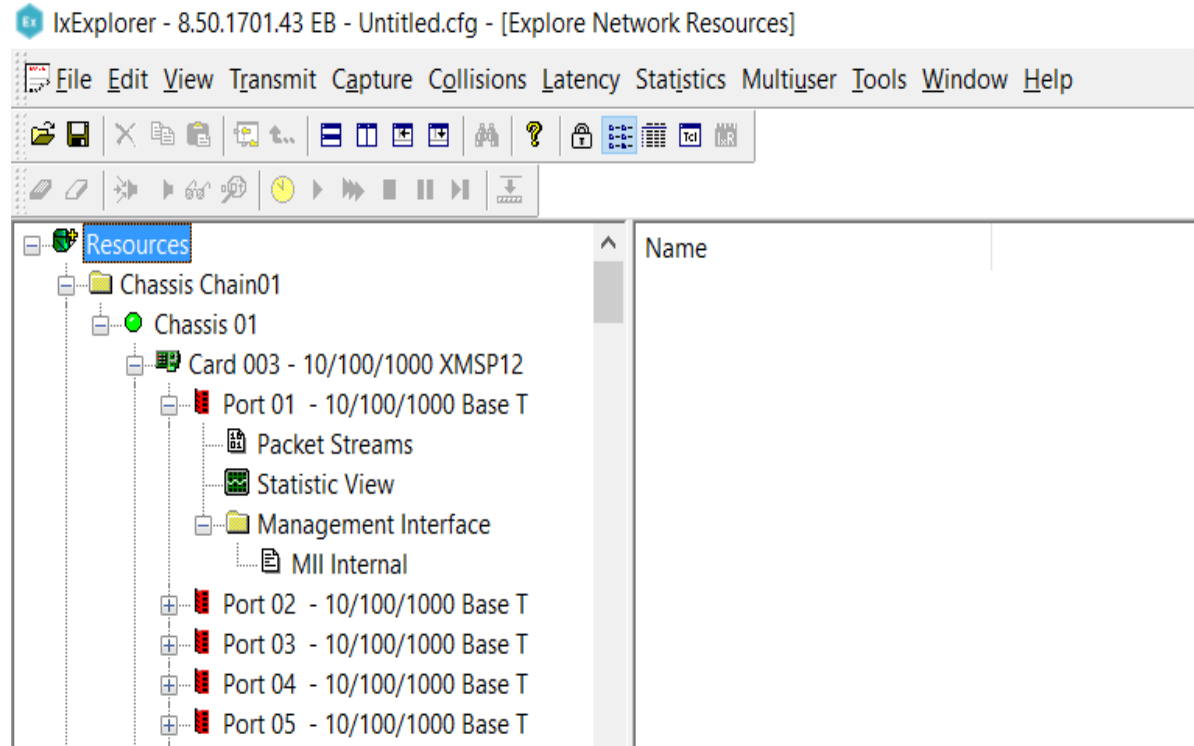 IxExplorer - 8.50.1701.43 EB - Untitled.cfg - [Explore Network Resources]
File Edit View Transmit Capture Collisions Latency Statistics Multiuser Tools Window Help
Tcl
Resources
Name
Chassis Chain01
Chassis 01
Card 003 - 10/100/1000 XMSP12
Port 01 - 10/100/1000 Base T
Packet Streams
Statistic View
Management Interface
MII Internal
Port 02 - 10/100/1000 Base T
Port 03 - 10/100/1000 Base T
Port 04 - 10/100/1000 Base T
Port 05 - 10/100/1000 Base T